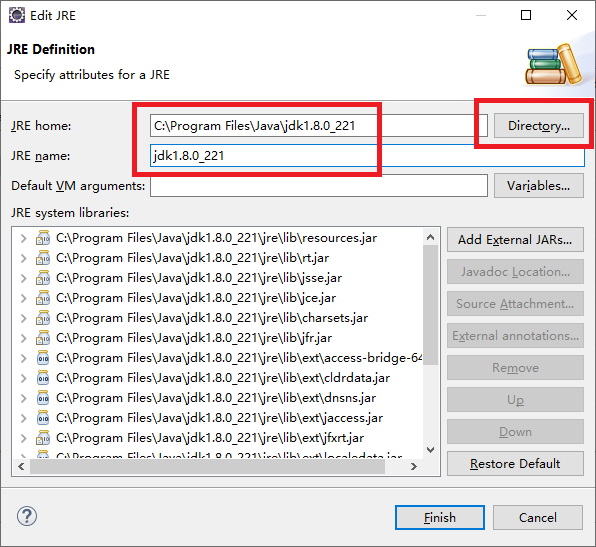 Edit JRE
JRE Definition
Specify attributes for a JRE
JRE home: C:\Program Files\Java\jdk1.8.0_221 Directory...
JRE name: jdk1.8.0_221
Default VM arguments: Variables...
JRE system libraries:
C:\Program Files\Java\jdk1.8.0_221\jre\lib\resources.jar
C:\Program Files\Java\jdk1.8.0_221\jre\lib\rt.jar
C:\Program Files\Java\jdk1.8.0_221\jre\lib\jsse.jar
C:\Program Files\Java\jdk1.8.0_221\jre\lib\jce.jar
C:\Program Files\Java\jdk1.8.0_221\jre\lib\charsets.jar
C:\Program Files\Java\jdk1.8.0_221\jre\lib\jfr.jar
C:\Program Files\Java\jdk1.8.0_221\jre\lib\ext\access-bridge-64
C:\Program Files\Java\jdk1.8.0_221\jre\lib\ext\cldrdata.jar
C:\Program Files\Java\jdk1.8.0_221\jre\lib\ext\dnsns.jar
C:\Program Files\Java\jdk1.8.0_221\jre\lib\ext\jaccess.jar
C:\Program Files\Java\jdk1.8.0_221\jre\lib\ext\jfxrt.jar
C:\Program Files\Java\jdk1.8.0_221\jre\lib\ext\localedata.jar
Add External JARs...
Javadoc Location...
Source Attachment...
External annotations...
Remove
Up
Down
Restore Default
Finish
Cancel